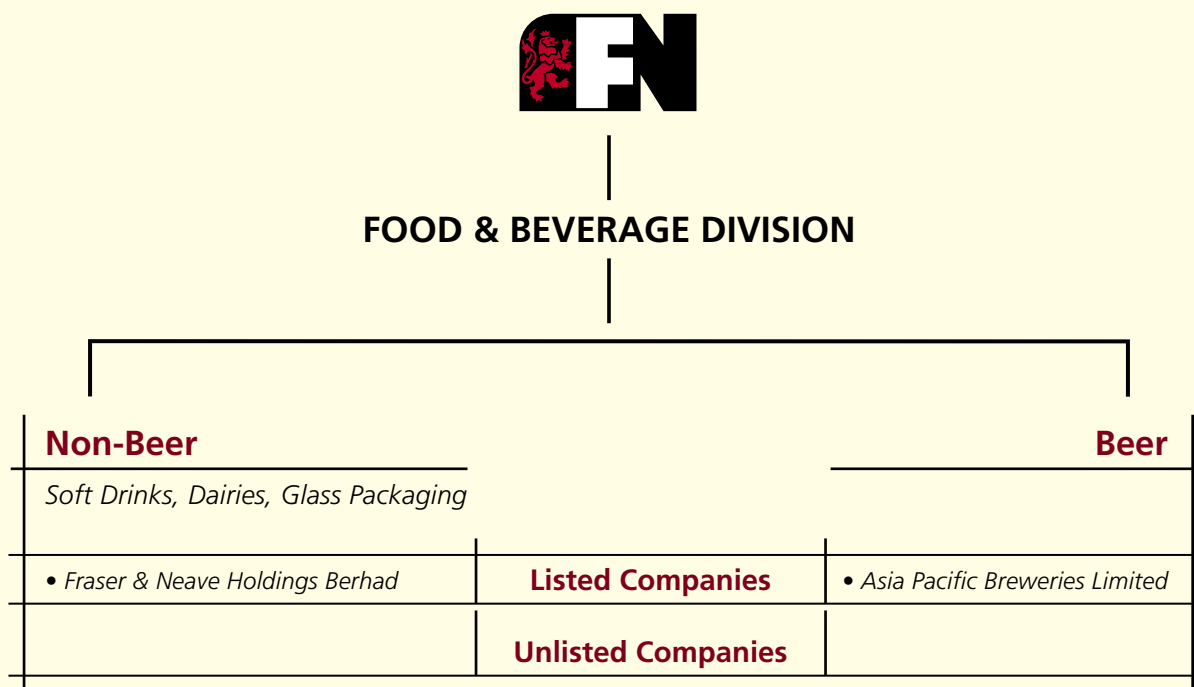 FN
FOOD & BEVERAGE DIVISION
Non-Beer
Beer
Soft Drinks, Dairies, Glass Packaging
• Fraser & Neave Holdings Berhad
Listed Companies
• Asia Pacific Breweries Limited
Unlisted Companies